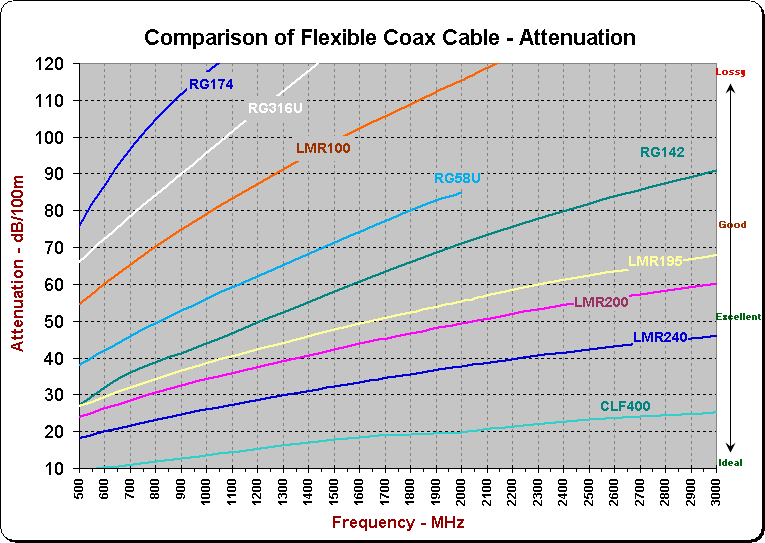 Comparison of Flexible Coax Cable - Attenuation
Attenuation - dB/100m
120
110
100
90
80
70
60
50
40
30
20
10
RG174
RG316U
LMR100
RG58U
RG142
LMR195
LMR200
LMR240
CLF400
Lossy
Good
Excellent
Ideal
500 600 700 800 900 1000 1100 1200 1300 1400 1500 1600 1700 1800 1900 2000 2100 2200 2300 2400 2500 2600 2700 2800 2900 3000
Frequency - MHz